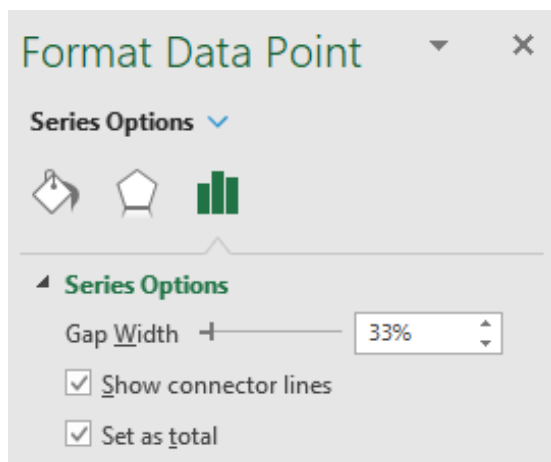 Format Data Point
Series Options
Series Options
Gap Width 33%
Show connector lines
Set as total